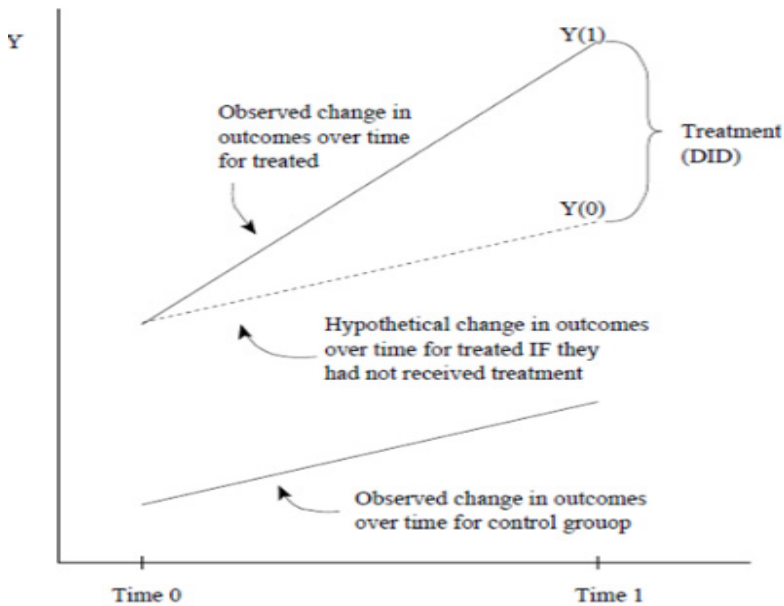 Y
Y(1)
Observed change in
outcomes over time
for treated
Treatment
(DID)
Y(0)
Hypothetical change in outcomes
over time for treated IF they
had not received treatment
Observed change in outcomes
over time for control grouop
Time 0
Time 1